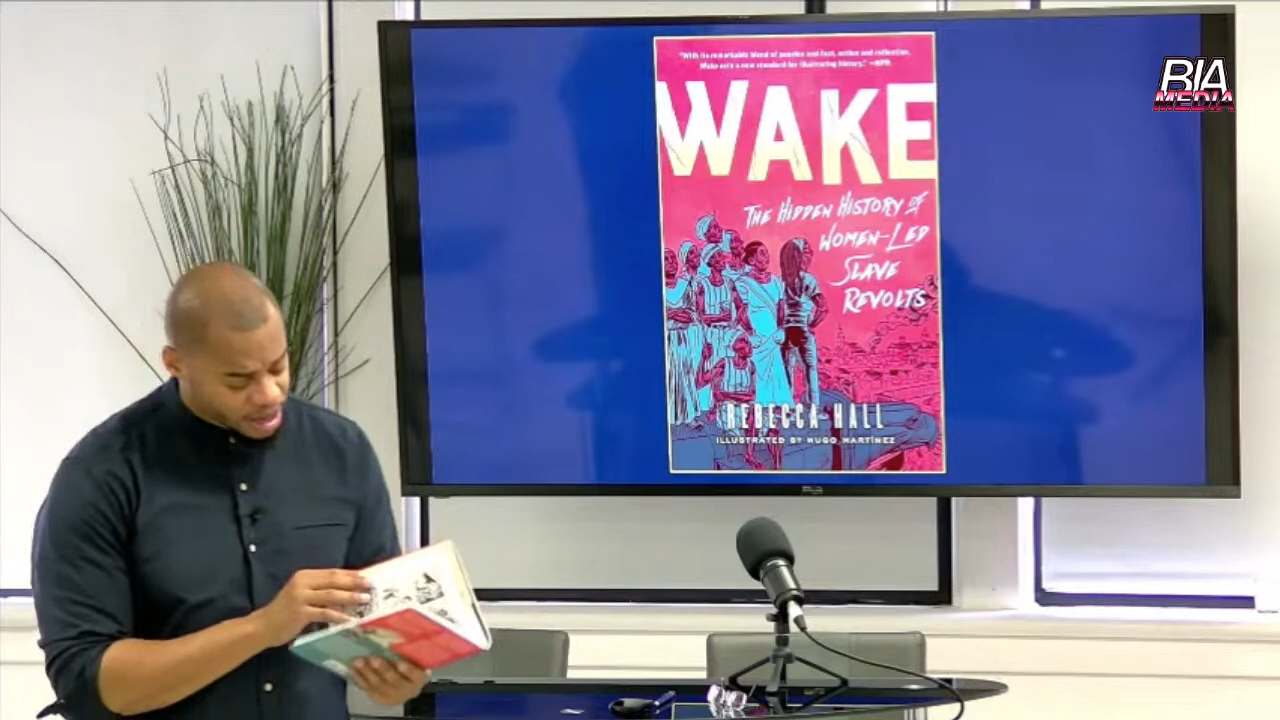 "With its remarkable blend of passion and fact, action and reflection,
Wake sets a new standard for illustrating history." —NPR
WAKE
THE HIDDEN HISTORY OF
WOMEN-LED
SLAVE
REVOLTS
REBECCA HALL
ILLUSTRATED BY HUGO MARTÍNEZ
BIA
MEDIA